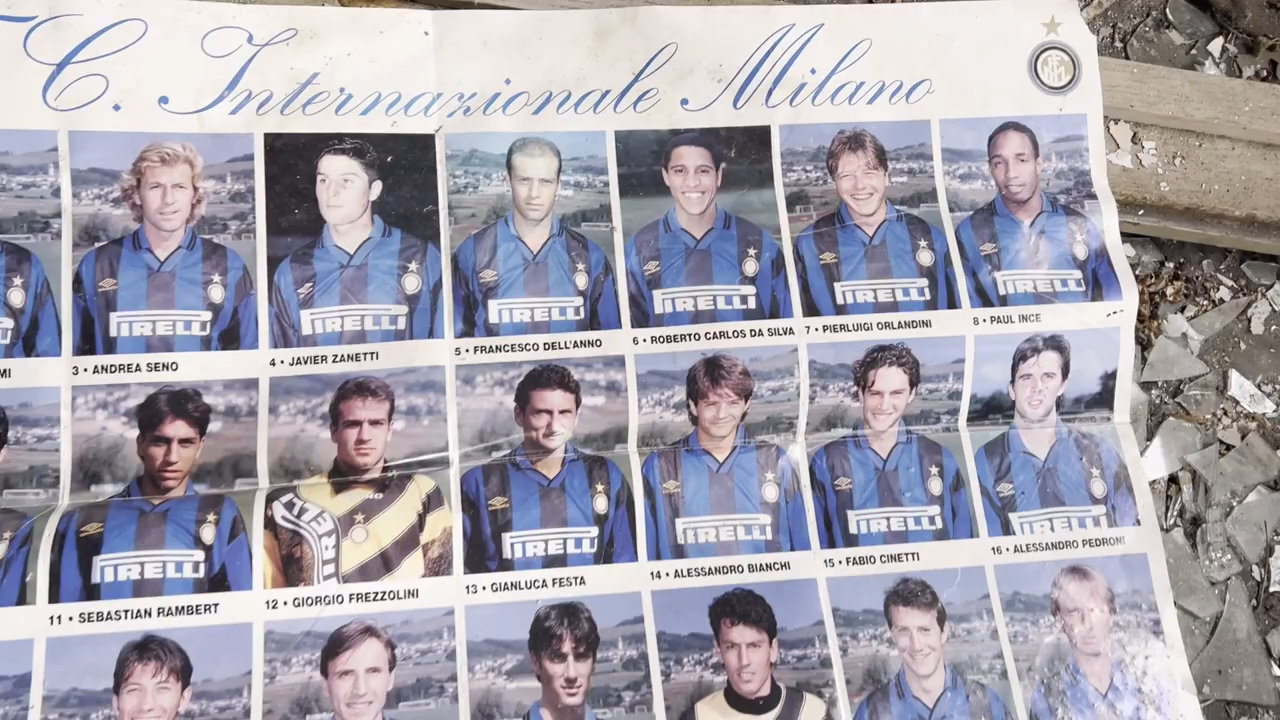 F.C. Internazionale Milano
PIRELLI PIRELLI PIRELLI PIRELLI PIRELLI PIRELLI
MI 3 • ANDREA SENO 4 • JAVIER ZANETTI 5 • FRANCESCO DELL'ANNO 6 • ROBERTO CARLOS DA SILVA 7 • PIERLUIGI ORLANDINI 8 • PAUL INCE
PIRELLI PIRELLI PIRELLI PIRELLI PIRELLI PIRELLI
11 • SEBASTIAN RAMBERT 12 • GIORGIO FREZZOLINI 13 • GIANLUCA FESTA 14 • ALESSANDRO BIANCHI 15 • FABIO CINETTI 16 • ALESSANDRO PEDRONI